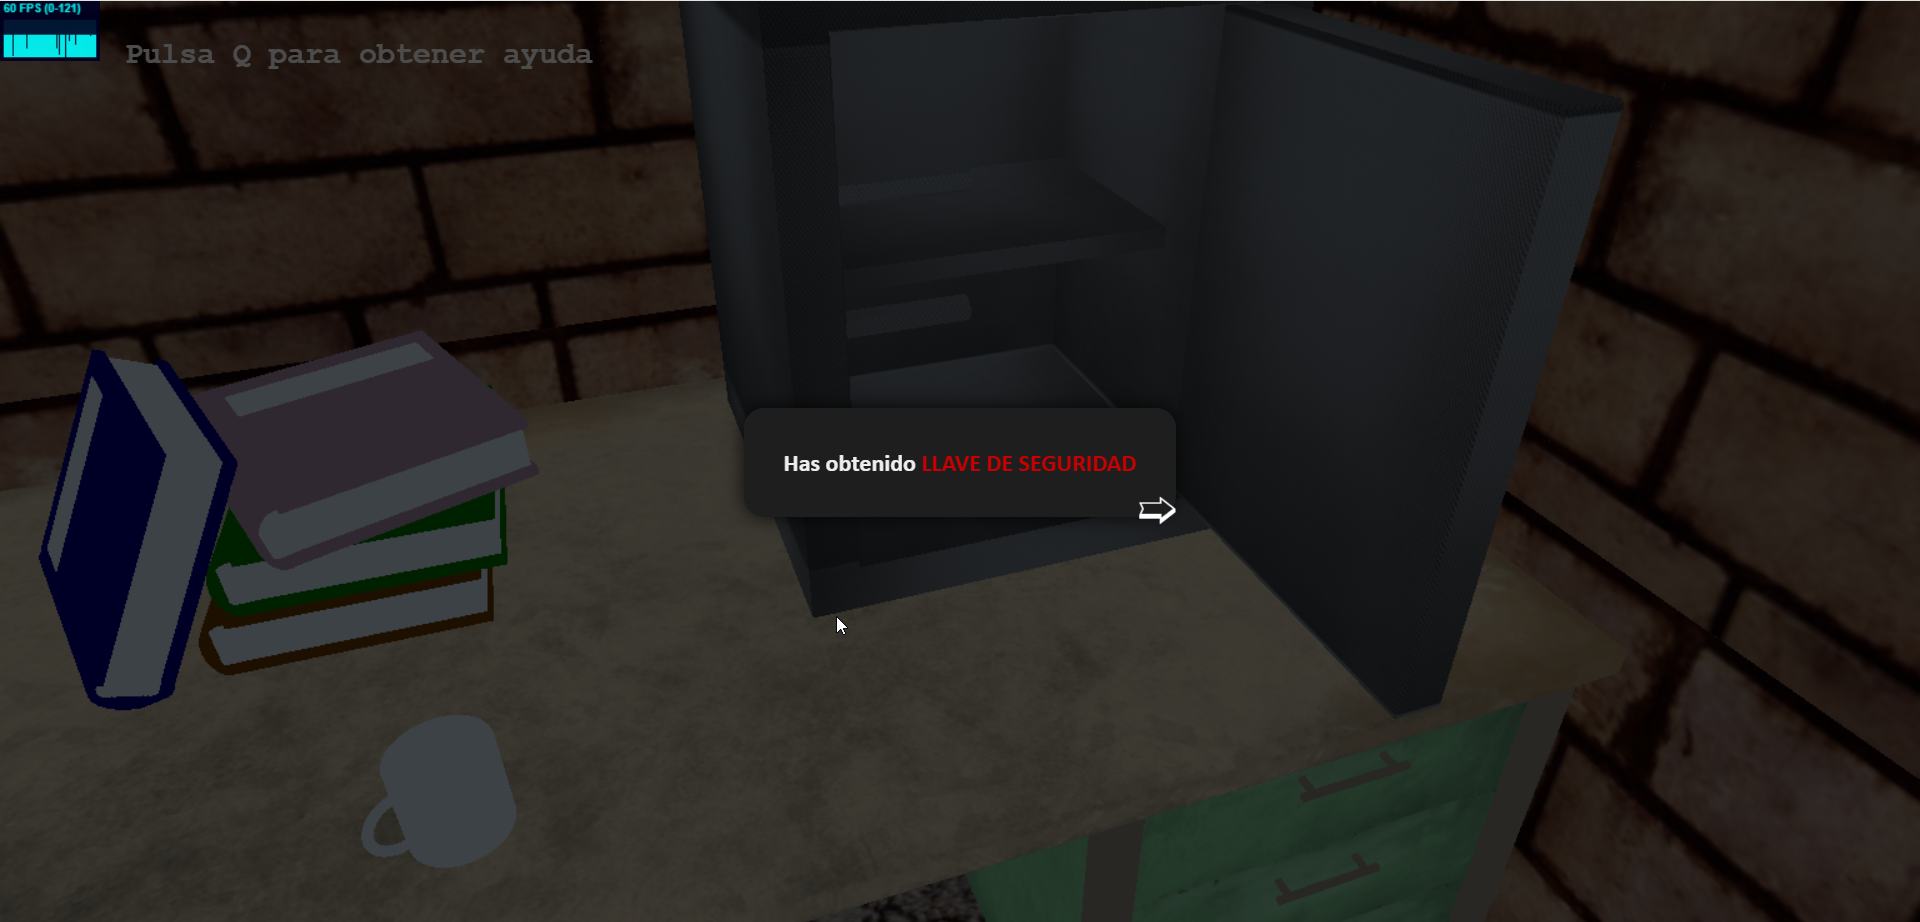 60 FPS (0-121)
Pulsa Q para obtener ayuda
Has obtenido LLAVE DE SEGURIDAD